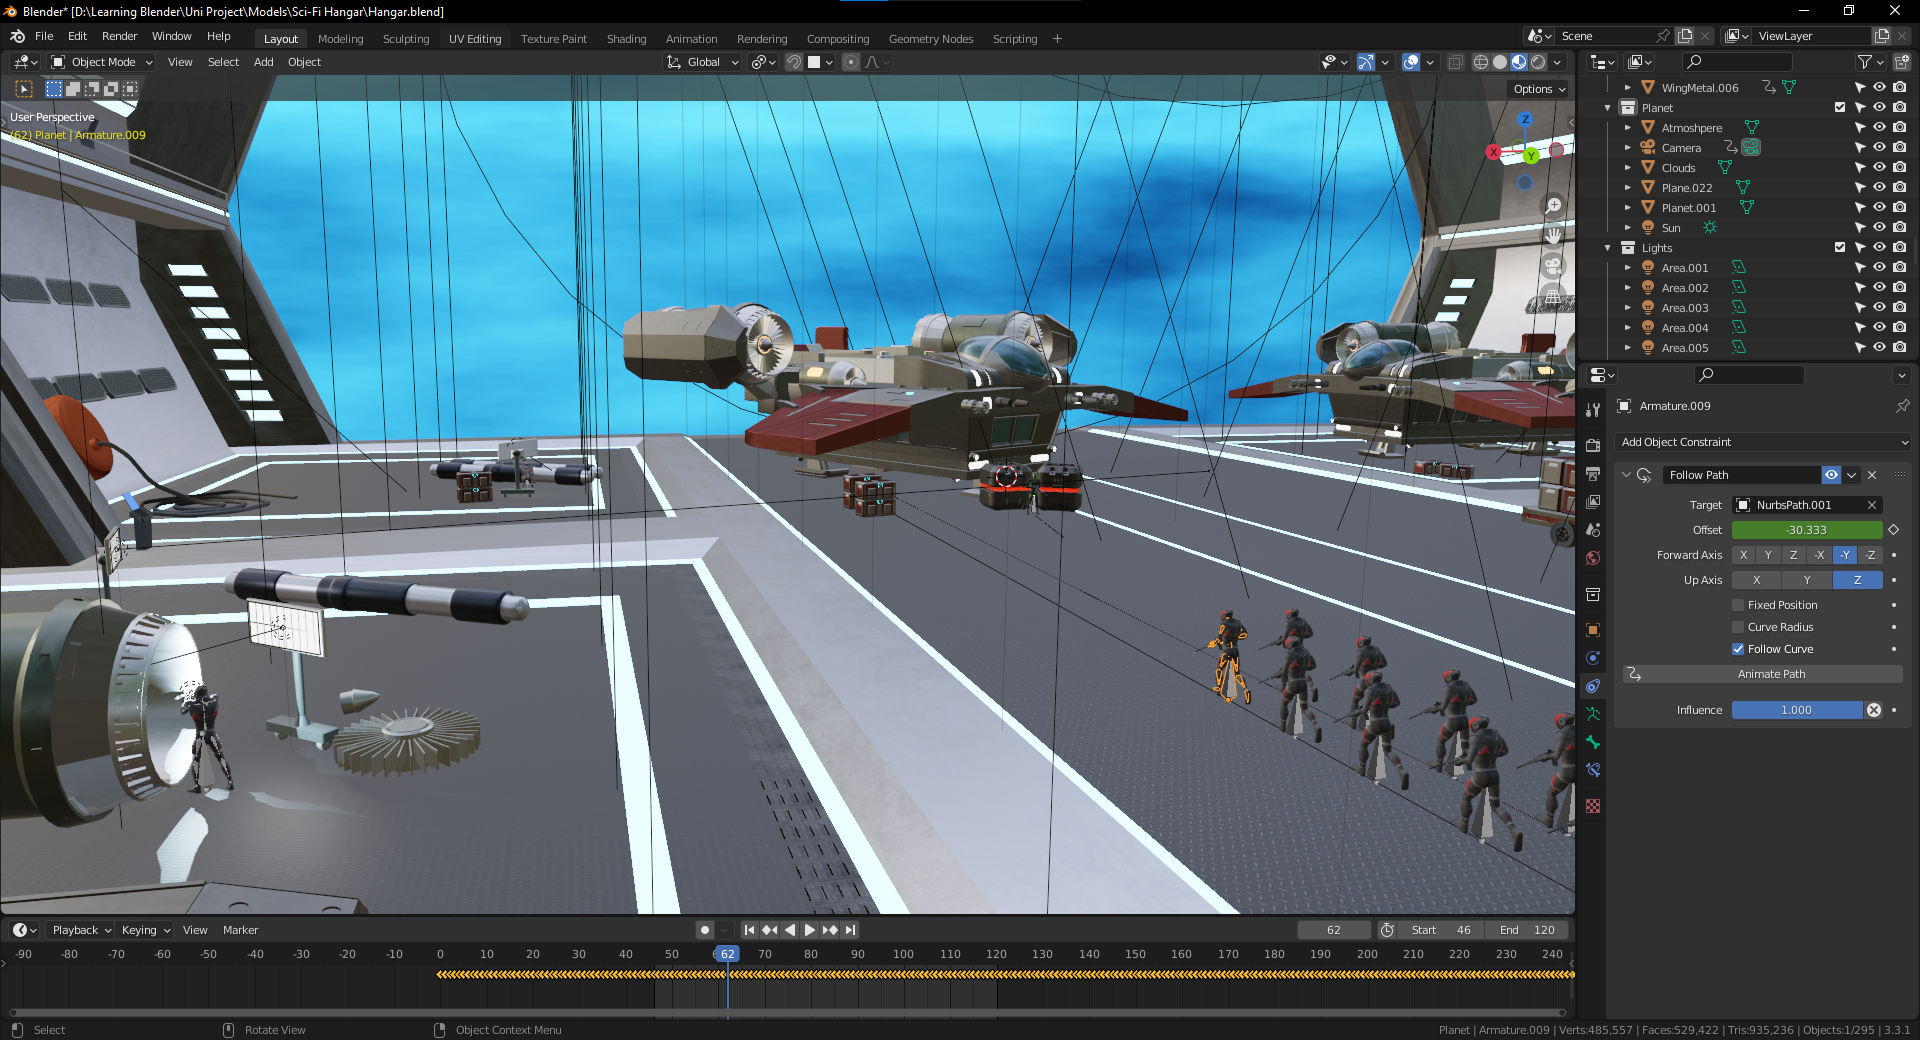 Blender* [D:\Learning Blender\Uni Project\Models\Sci-Fi Hangar\Hangar.blend]
File Edit Render Window Help Layout Modeling Sculpting UV Editing Texture Paint Shading Animation Rendering Compositing Geometry Nodes Scripting + Scene ViewLayer
Object Mode View Select Add Object Global
Options
User Perspective
(62) Planet | Armature.009
Z
X
Y
WingMetal.006
Planet
Atmoshpere
Camera
Clouds
Plane.022
Planet.001
Sun
Lights
Area.001
Area.002
Area.003
Area.004
Area.005
Armature.009
Add Object Constraint
Follow Path
Target NurbsPath.001
Offset -30.333
Forward Axis X Y Z -X -Y -Z
Up Axis X Y Z
Fixed Position
Curve Radius
Follow Curve
Animate Path
Influence 1.000
Playback Keying View Marker 62 Start 46 End 120
-90 -80 -70 -60 -50 -40 -30 -20 -10 0 10 20 30 40 50 62 70 80 90 100 110 120 130 140 150 160 170 180 190 200 210 220 230 240
Select Rotate View Object Context Menu Planet | Armature.009 | Verts:485,557 | Faces:529,422 | Tris:935,236 | Objects:1/295 | 3.3.1